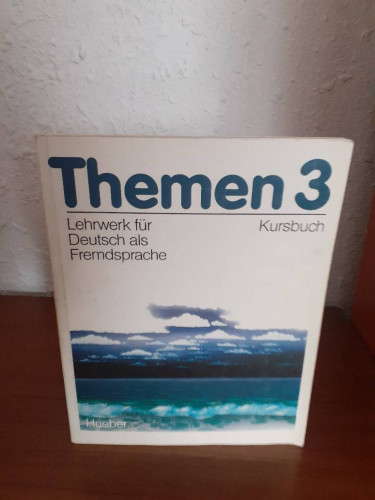 Themen 3
Lehrwerk für
Deutsch als
Fremdsprache
Kursbuch
Hueber